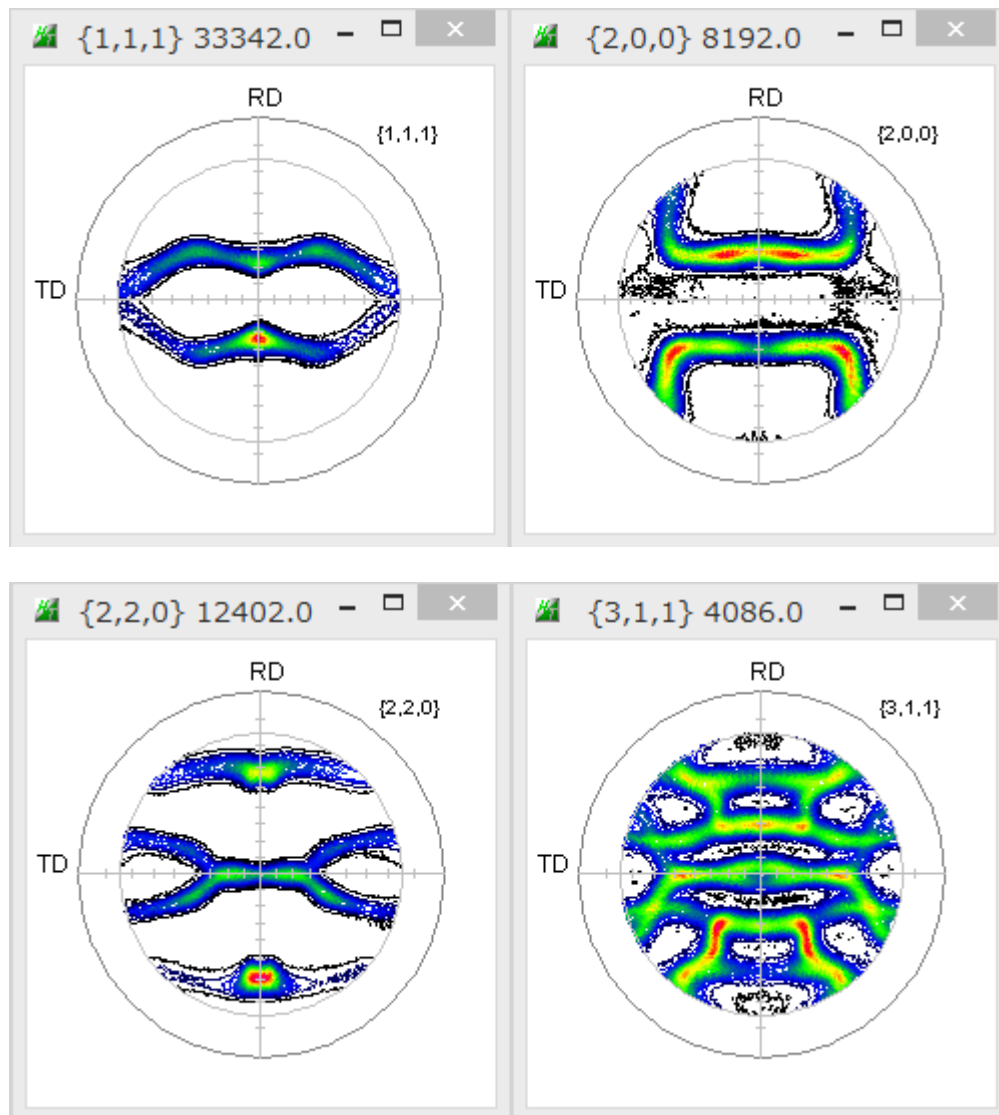 {1,1,1} 33342.0
RD
{1,1,1}
TD
{2,0,0} 8192.0
RD
{2,0,0}
TD
{2,2,0} 12402.0
RD
{2,2,0}
TD
{3,1,1} 4086.0
RD
{3,1,1}
TD